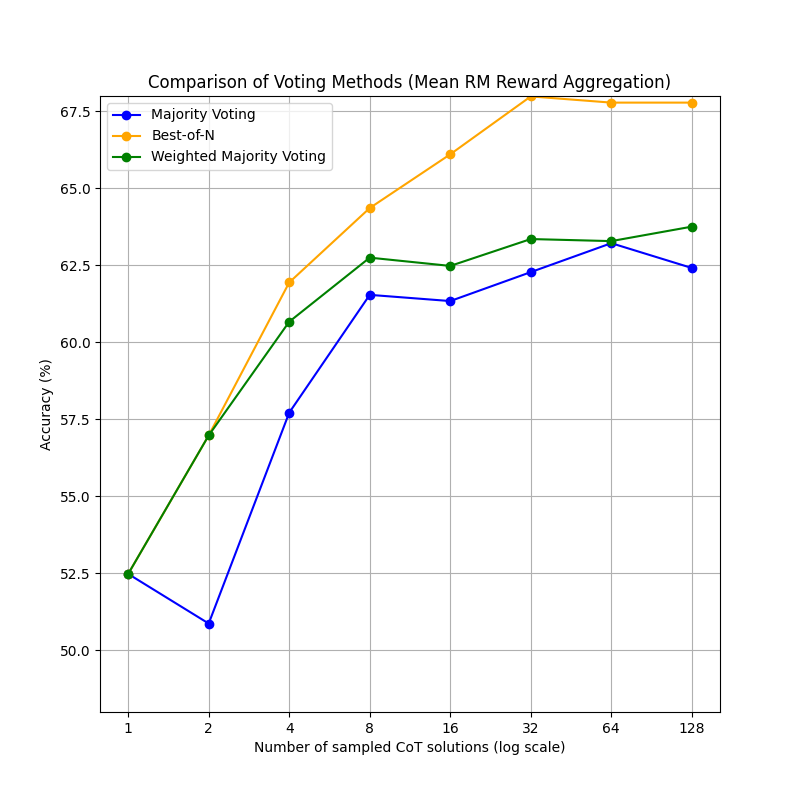 Comparison of Voting Methods (Mean RM Reward Aggregation)
Majority Voting
Best-of-N
Weighted Majority Voting
67.5
65.0
62.5
60.0
57.5
55.0
52.5
50.0
Accuracy (%)
1 2 4 8 16 32 64 128
Number of sampled CoT solutions (log scale)